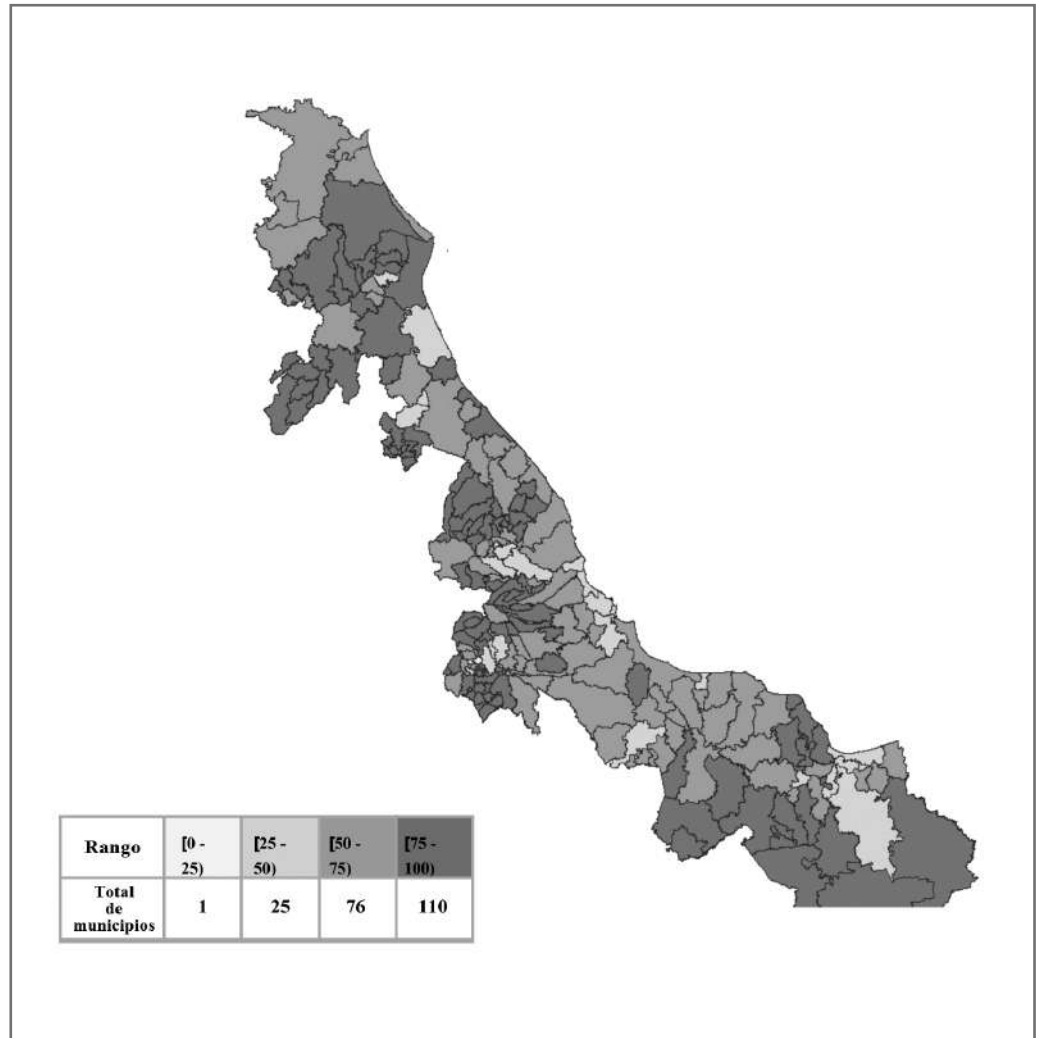 Rango [0 - 25) [25 - 50) [50 - 75) [75 - 100)
Total de municipios 1 25 76 110